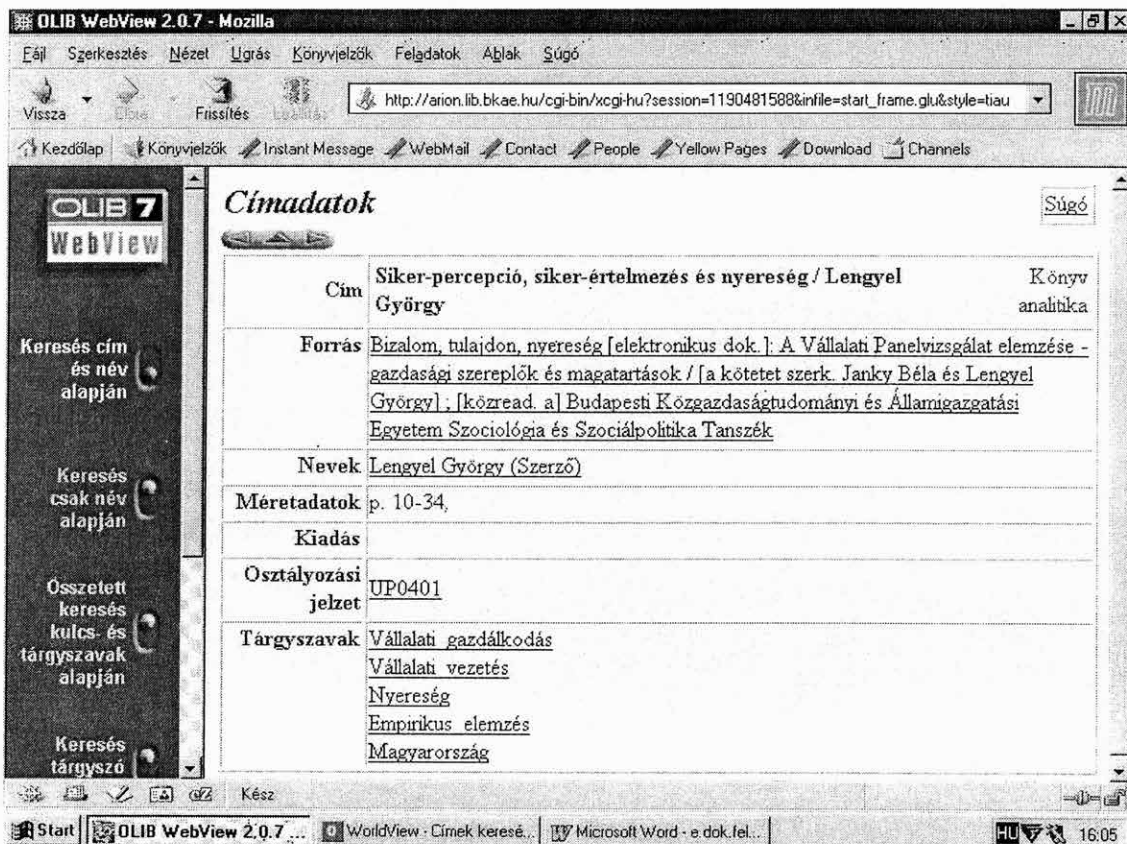 OLIB WebView 2.0.7 - Mozilla
Fájl Szerkesztés Nézet Ugrás Könyvjelzők Feladatok Ablak Súgó
http://arion.lib.bkae.hu/cgi-bin/xcgi-hu?session=1190481588&infile=start_frame.glu&style=tiau
Vissza Előre Frissítés Leállítás
Kezdőlap Könyvjelzők Instant Message WebMail Contact People Yellow Pages Download Channels
OLIB 7
WebView
Keresés cím
és név
alapján
Keresés
csak név
alapján
Összetett
keresés
kulcs- és
tárgyszavak
alapján
Keresés
tárgyszó
Címadatok
Súgó
Cím Siker-percepció, siker-értelmezés és nyereség / Lengyel
György
Könyv
analitika
Forrás Bizalom, tulajdon, nyereség [elektronikus dok.]: A Vállalati Panelvizsgálat elemzése -
gazdasági szereplők és magatartások / [a kötetet szerk. Janky Béla és Lengyel
György] ; [közread. a] Budapesti Közgazdaságtudományi és Államigazgatási
Egyetem Szociológia és Szociálpolitika Tanszék
Nevek Lengyel György (Szerző)
Méretadatok p. 10-34,
Kiadás
Osztályozási
jelzet UP0401
Tárgyszavak Vállalati gazdálkodás
Vállalati vezetés
Nyereség
Empirikus elemzés
Magyarország
Kész
Start OLIB WebView 2.0.7 ... WorldView - Címek keresé... Microsoft Word - e.dok.fel... HU 16:05